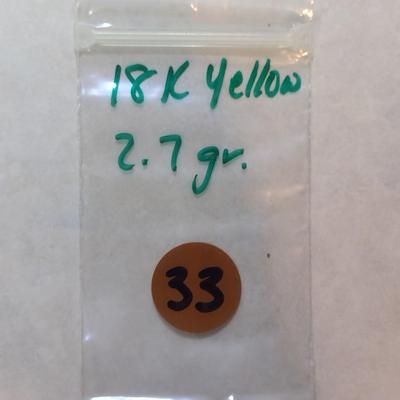 18K Yellow
2.7 gr.
33